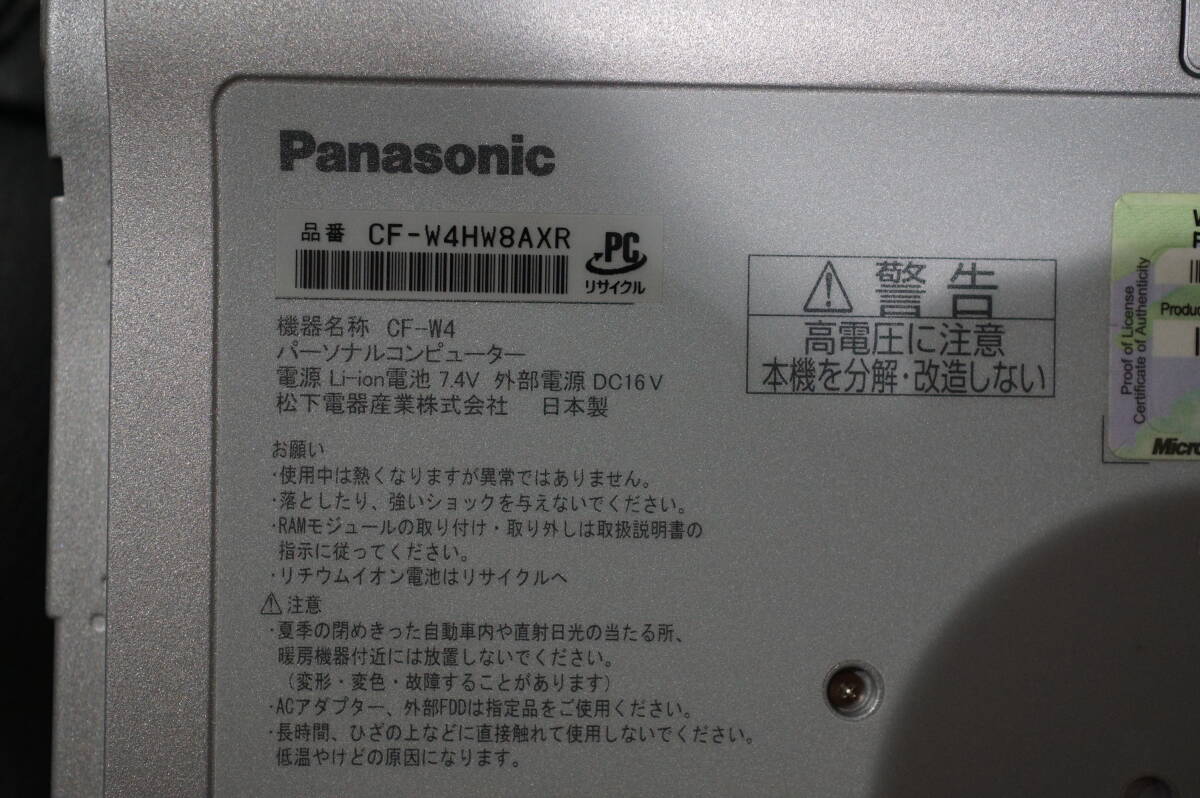 Panasonic
品番 CF-W4HW8AXR
PC
リサイクル
機器名称 CF-W4
パーソナルコンピューター
電源 Li-ion電池 7.4V 外部電源 DC16V
松下電器産業株式会社 日本製
警告
高電圧に注意
本機を分解・改造しない
お願い
・使用中は熱くなりますが異常ではありません。
・落としたり、強いショックを与えないでください。
・RAMモジュールの取り付け・取り外しは取扱説明書の
指示に従ってください。
・リチウムイオン電池はリサイクルへ
⚠注意
・夏季の閉めきった自動車内や直射日光の当たる所、
暖房機器付近には放置しないでください。
（変形・変色・故障することがあります）
・ACアダプター、外部FDDは指定品をご使用ください。
・長時間、ひざの上などに直接触れて使用しないでください。
低温やけどの原因になります。
Proof of License
Certificate of Authenticity
Produc
Micro